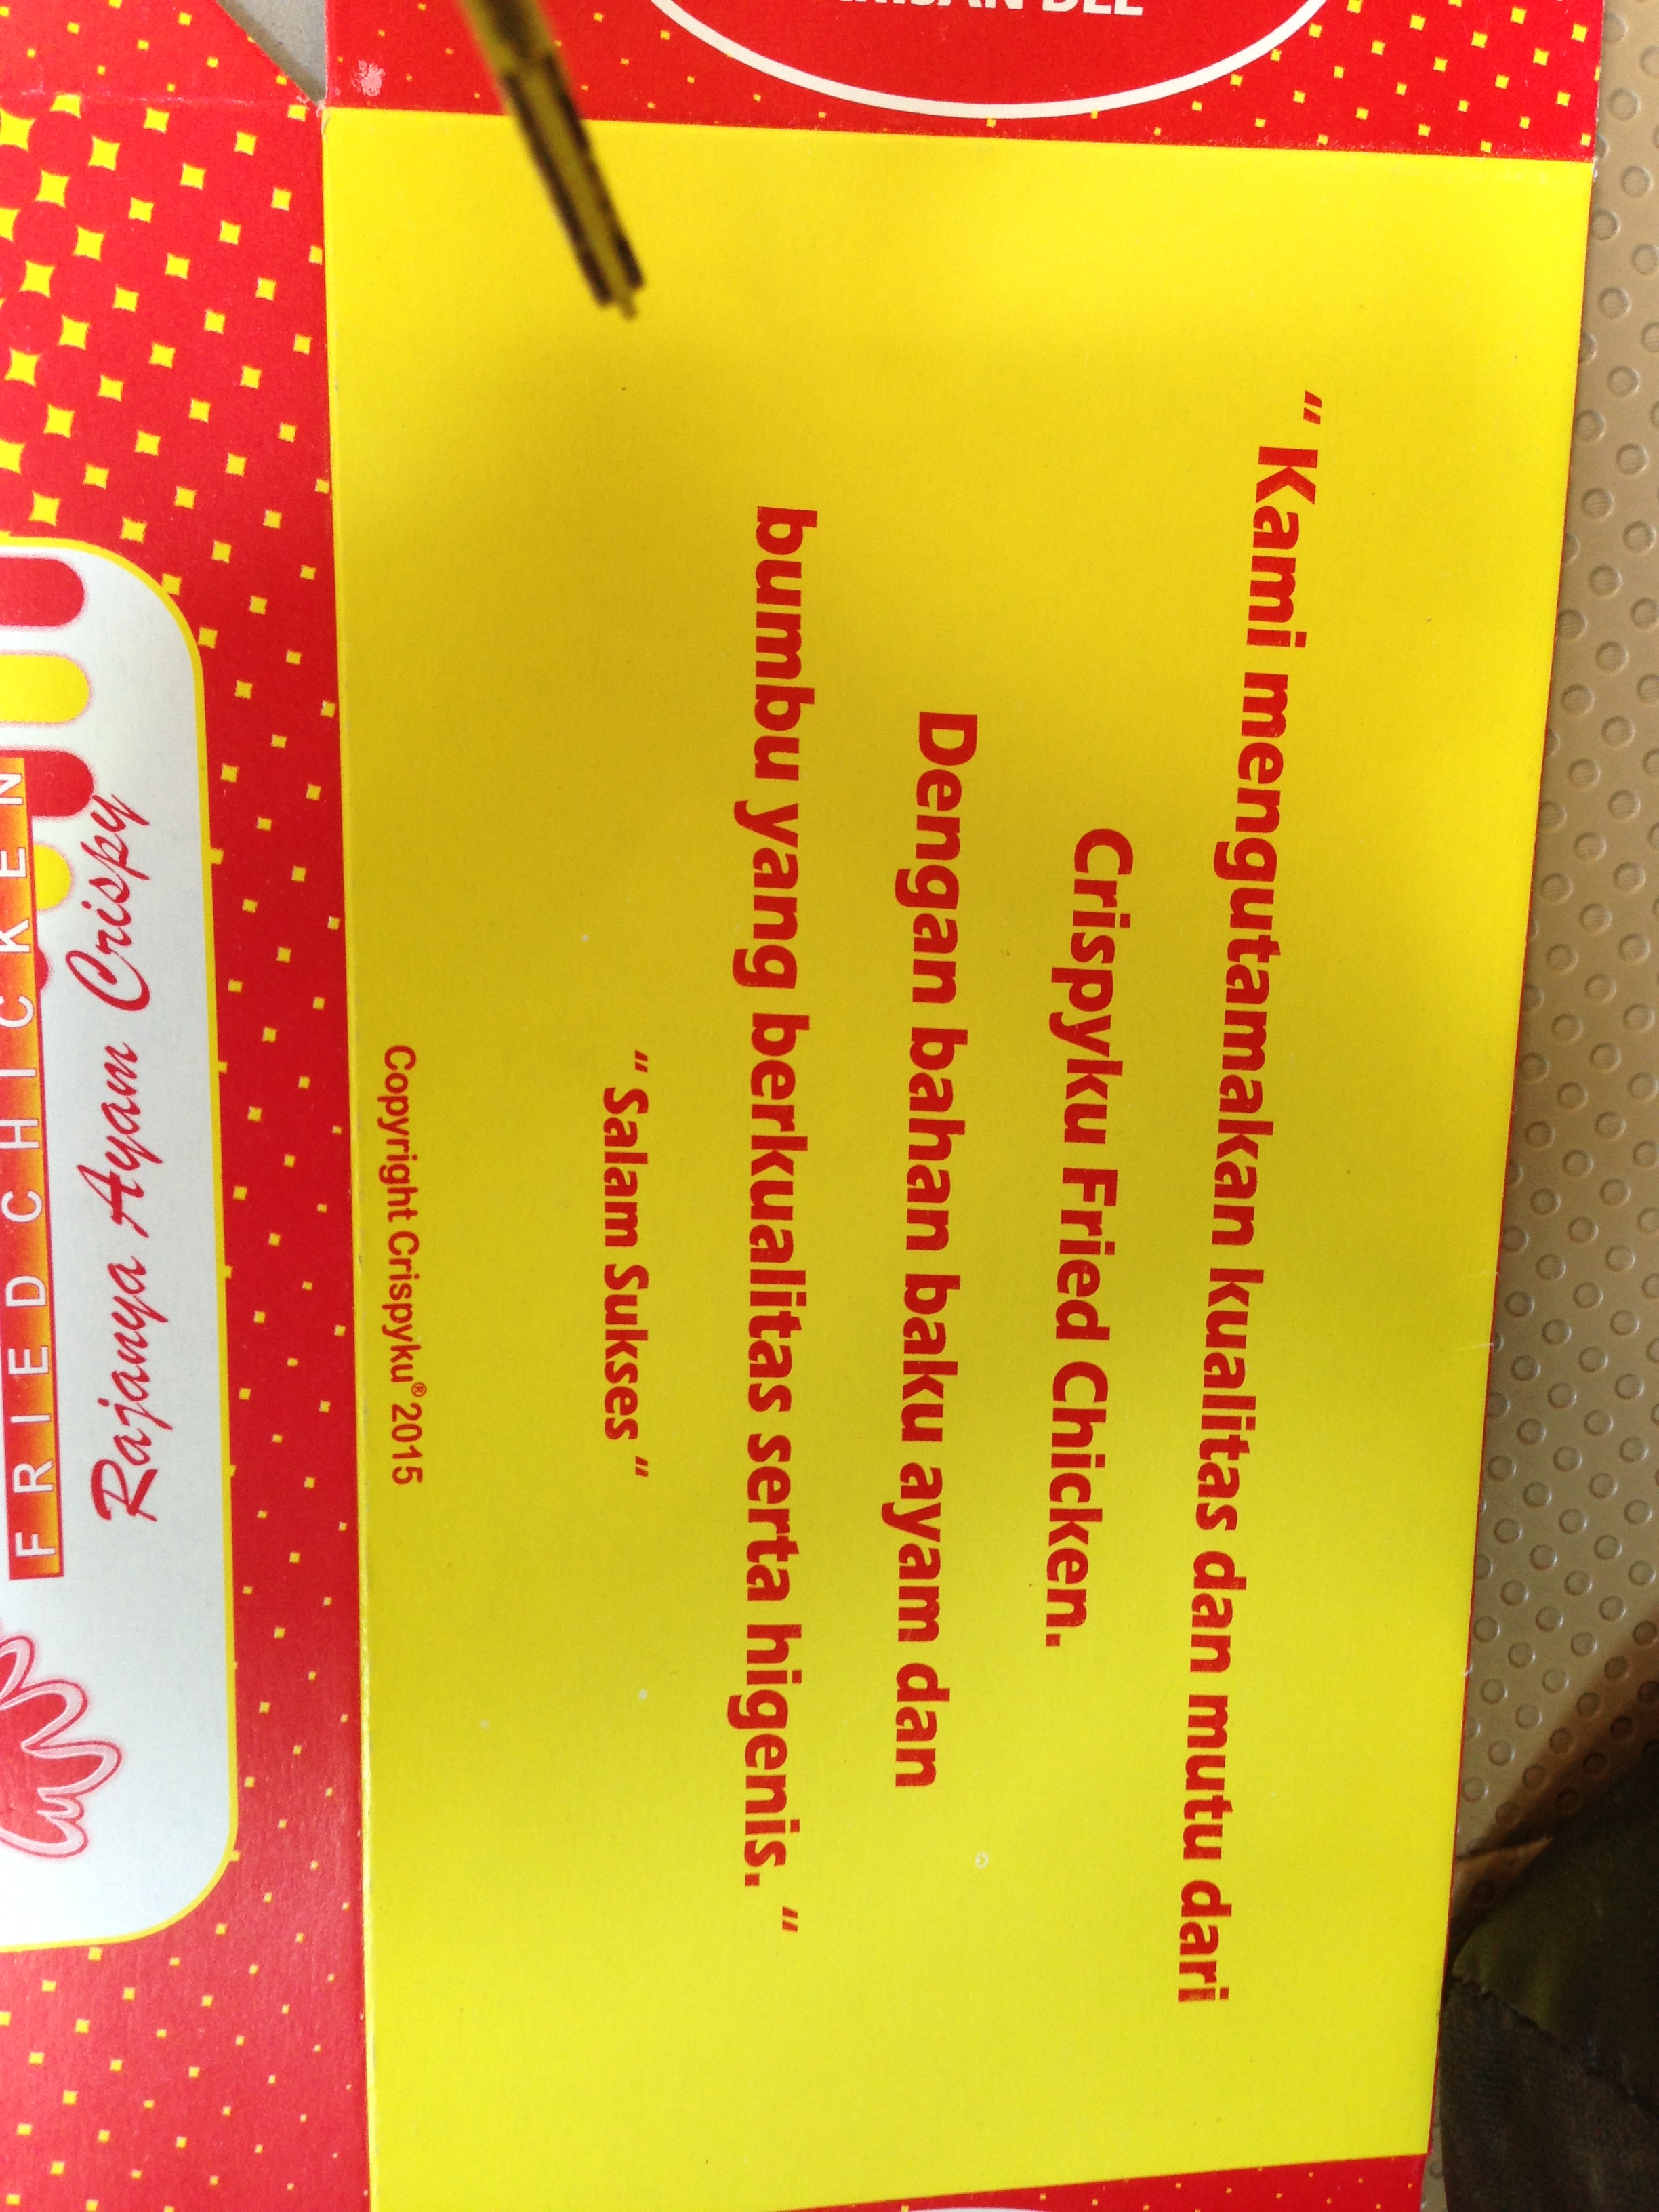 " Kami mengutamakan kualitas dan mutu dari
Crispyku Fried Chicken.
Dengan bahan baku ayam dan
bumbu yang berkualitas serta higenis. "
" Salam Sukses "
Copyright Crispyku® 2015
FRIED CHICKEN
Rajanya Ayam Crispy
DLL